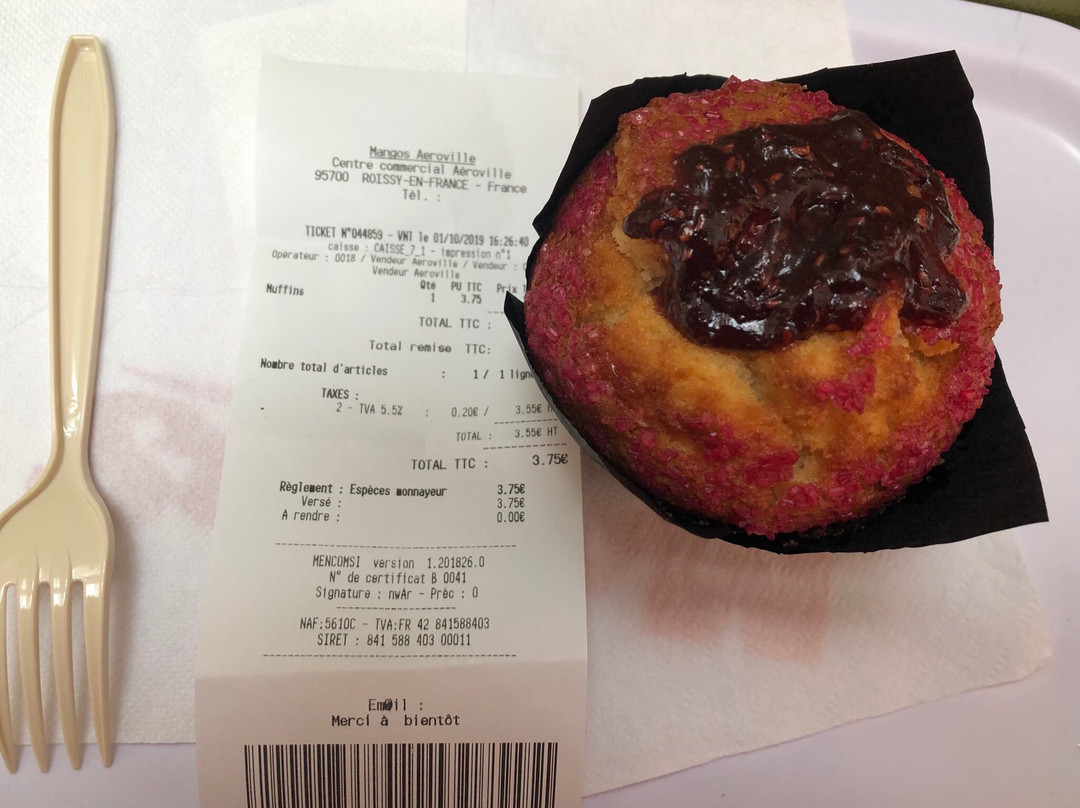 Mangos Aeroville
Centre commercial Aéroville
95700 ROISSY-EN-FRANCE - France
Tél. :
TICKET N°044859 - VNT le 01/10/2019 16:26:40
caisse : CAISSE_7_1 - impression n°1
Opérateur : 0018 / Vendeur Aeroville / Vendeur :
Vendeur Aeroville
Qté PU TTC Prix
Muffins 1 3.75
TOTAL TTC :
Total remise TTC:
Nombre total d'articles : 1 / 1 lign
TAXES :
2 - TVA 5.5% : 0.20€ / 3.55€ H
TOTAL : 3.55€ HT
TOTAL TTC : 3.75€
Règlement : Espèces monnayeur 3.75€
Versé : 3.75€
A rendre : 0.00€
MENCOMSI version 1.201826.0
N° de certificat B 0041
Signature : nwAr - Préc : 0
NAF:5610C - TVA:FR 42 841588403
SIRET : 841 588 403 00011
Em@il :
Merci à bientôt